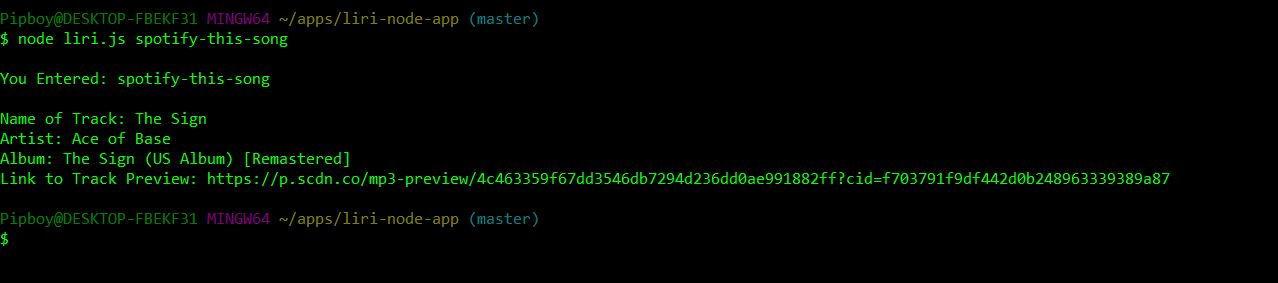 Pipboy@DESKTOP-FBEKF31 MINGW64 ~/apps/liri-node-app (master)
$ node liri.js spotify-this-song
You Entered: spotify-this-song
Name of Track: The Sign
Artist: Ace of Base
Album: The Sign (US Album) [Remastered]
Link to Track Preview: https://p.scdn.co/mp3-preview/4c463359f67dd3546db7294d236dd0ae991882ff?cid=f703791f9df442d0b248963339389a87
Pipboy@DESKTOP-FBEKF31 MINGW64 ~/apps/liri-node-app (master)
$